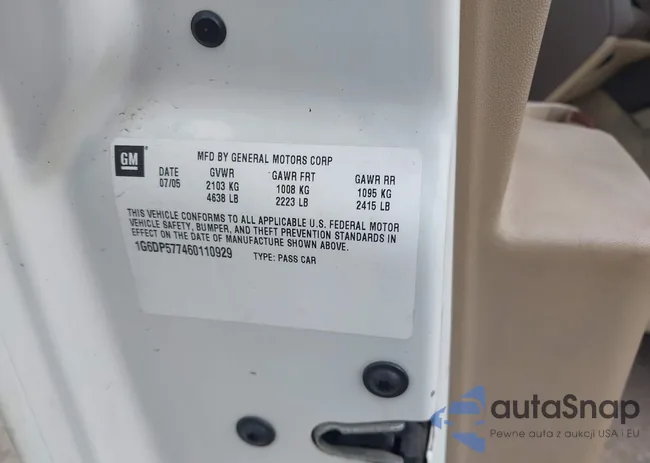 GM
MFD BY GENERAL MOTORS CORP
DATE GVWR GAWR FRT GAWR RR
07/05 2103 KG 1008 KG 1095 KG
4638 LB 2223 LB 2415 LB
THIS VEHICLE CONFORMS TO ALL APPLICABLE U.S. FEDERAL MOTOR
VEHICLE SAFETY, BUMPER, AND THEFT PREVENTION STANDARDS IN
EFFECT ON THE DATE OF MANUFACTURE SHOWN ABOVE.
1G6DP577460110929 TYPE: PASS CAR
autaSnap
Pewne auta z aukcji USA i EU